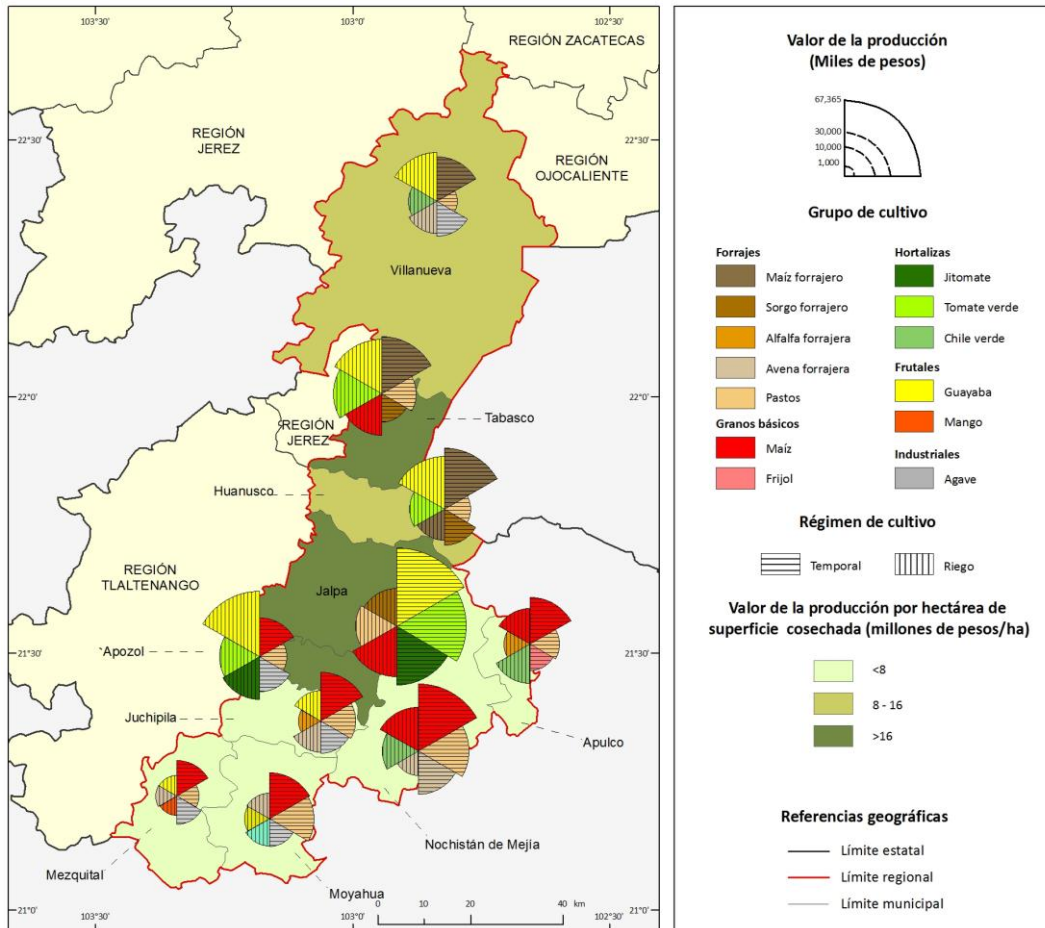 103°30'
103°0'
102°30'
REGIÓN ZACATECAS
22°30'
22°30'
REGIÓN
JEREZ
REGIÓN
OJOCALIENTE
Villanueva
22°0'
22°0'
Tabasco
REGIÓN
JEREZ
Huanusco
REGIÓN
TLALTENANGO
Jalpa
21°30'
21°30'
Apozol
Juchipila
Apulco
Nochistán de Mejía
Mezquital
Moyahua
21°0'
21°0'
0 10 20 40 km
103°30'
103°0'
102°30'
Valor de la producción
(Miles de pesos)
67,365
30,000
10,000
1,000
Grupo de cultivo
Forrajes
Maíz forrajero
Sorgo forrajero
Alfalfa forrajera
Avena forrajera
Pastos
Granos básicos
Maíz
Frijol
Hortalizas
Jitomate
Tomate verde
Chile verde
Frutales
Guayaba
Mango
Industriales
Agave
Régimen de cultivo
Temporal
Riego
Valor de la producción por hectárea de
superficie cosechada (millones de pesos/ha)
<8
8 - 16
>16
Referencias geográficas
Límite estatal
Límite regional
Límite municipal